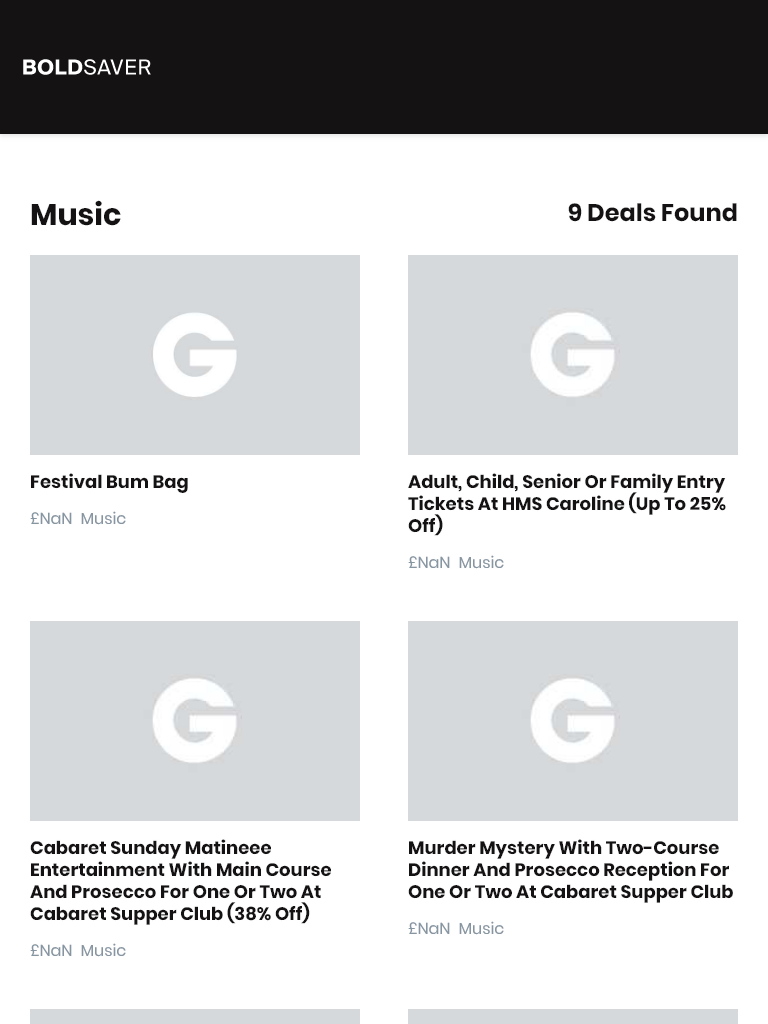 BOLDSAVER
Music
9 Deals Found
G
G
Festival Bum Bag
£NaN Music
Adult, Child, Senior Or Family Entry
Tickets At HMS Caroline (Up To 25%
Off)
£NaN Music
G
G
Cabaret Sunday Matineee
Entertainment With Main Course
And Prosecco For One Or Two At
Cabaret Supper Club (38% Off)
£NaN Music
Murder Mystery With Two-Course
Dinner And Prosecco Reception For
One Or Two At Cabaret Supper Club
£NaN Music